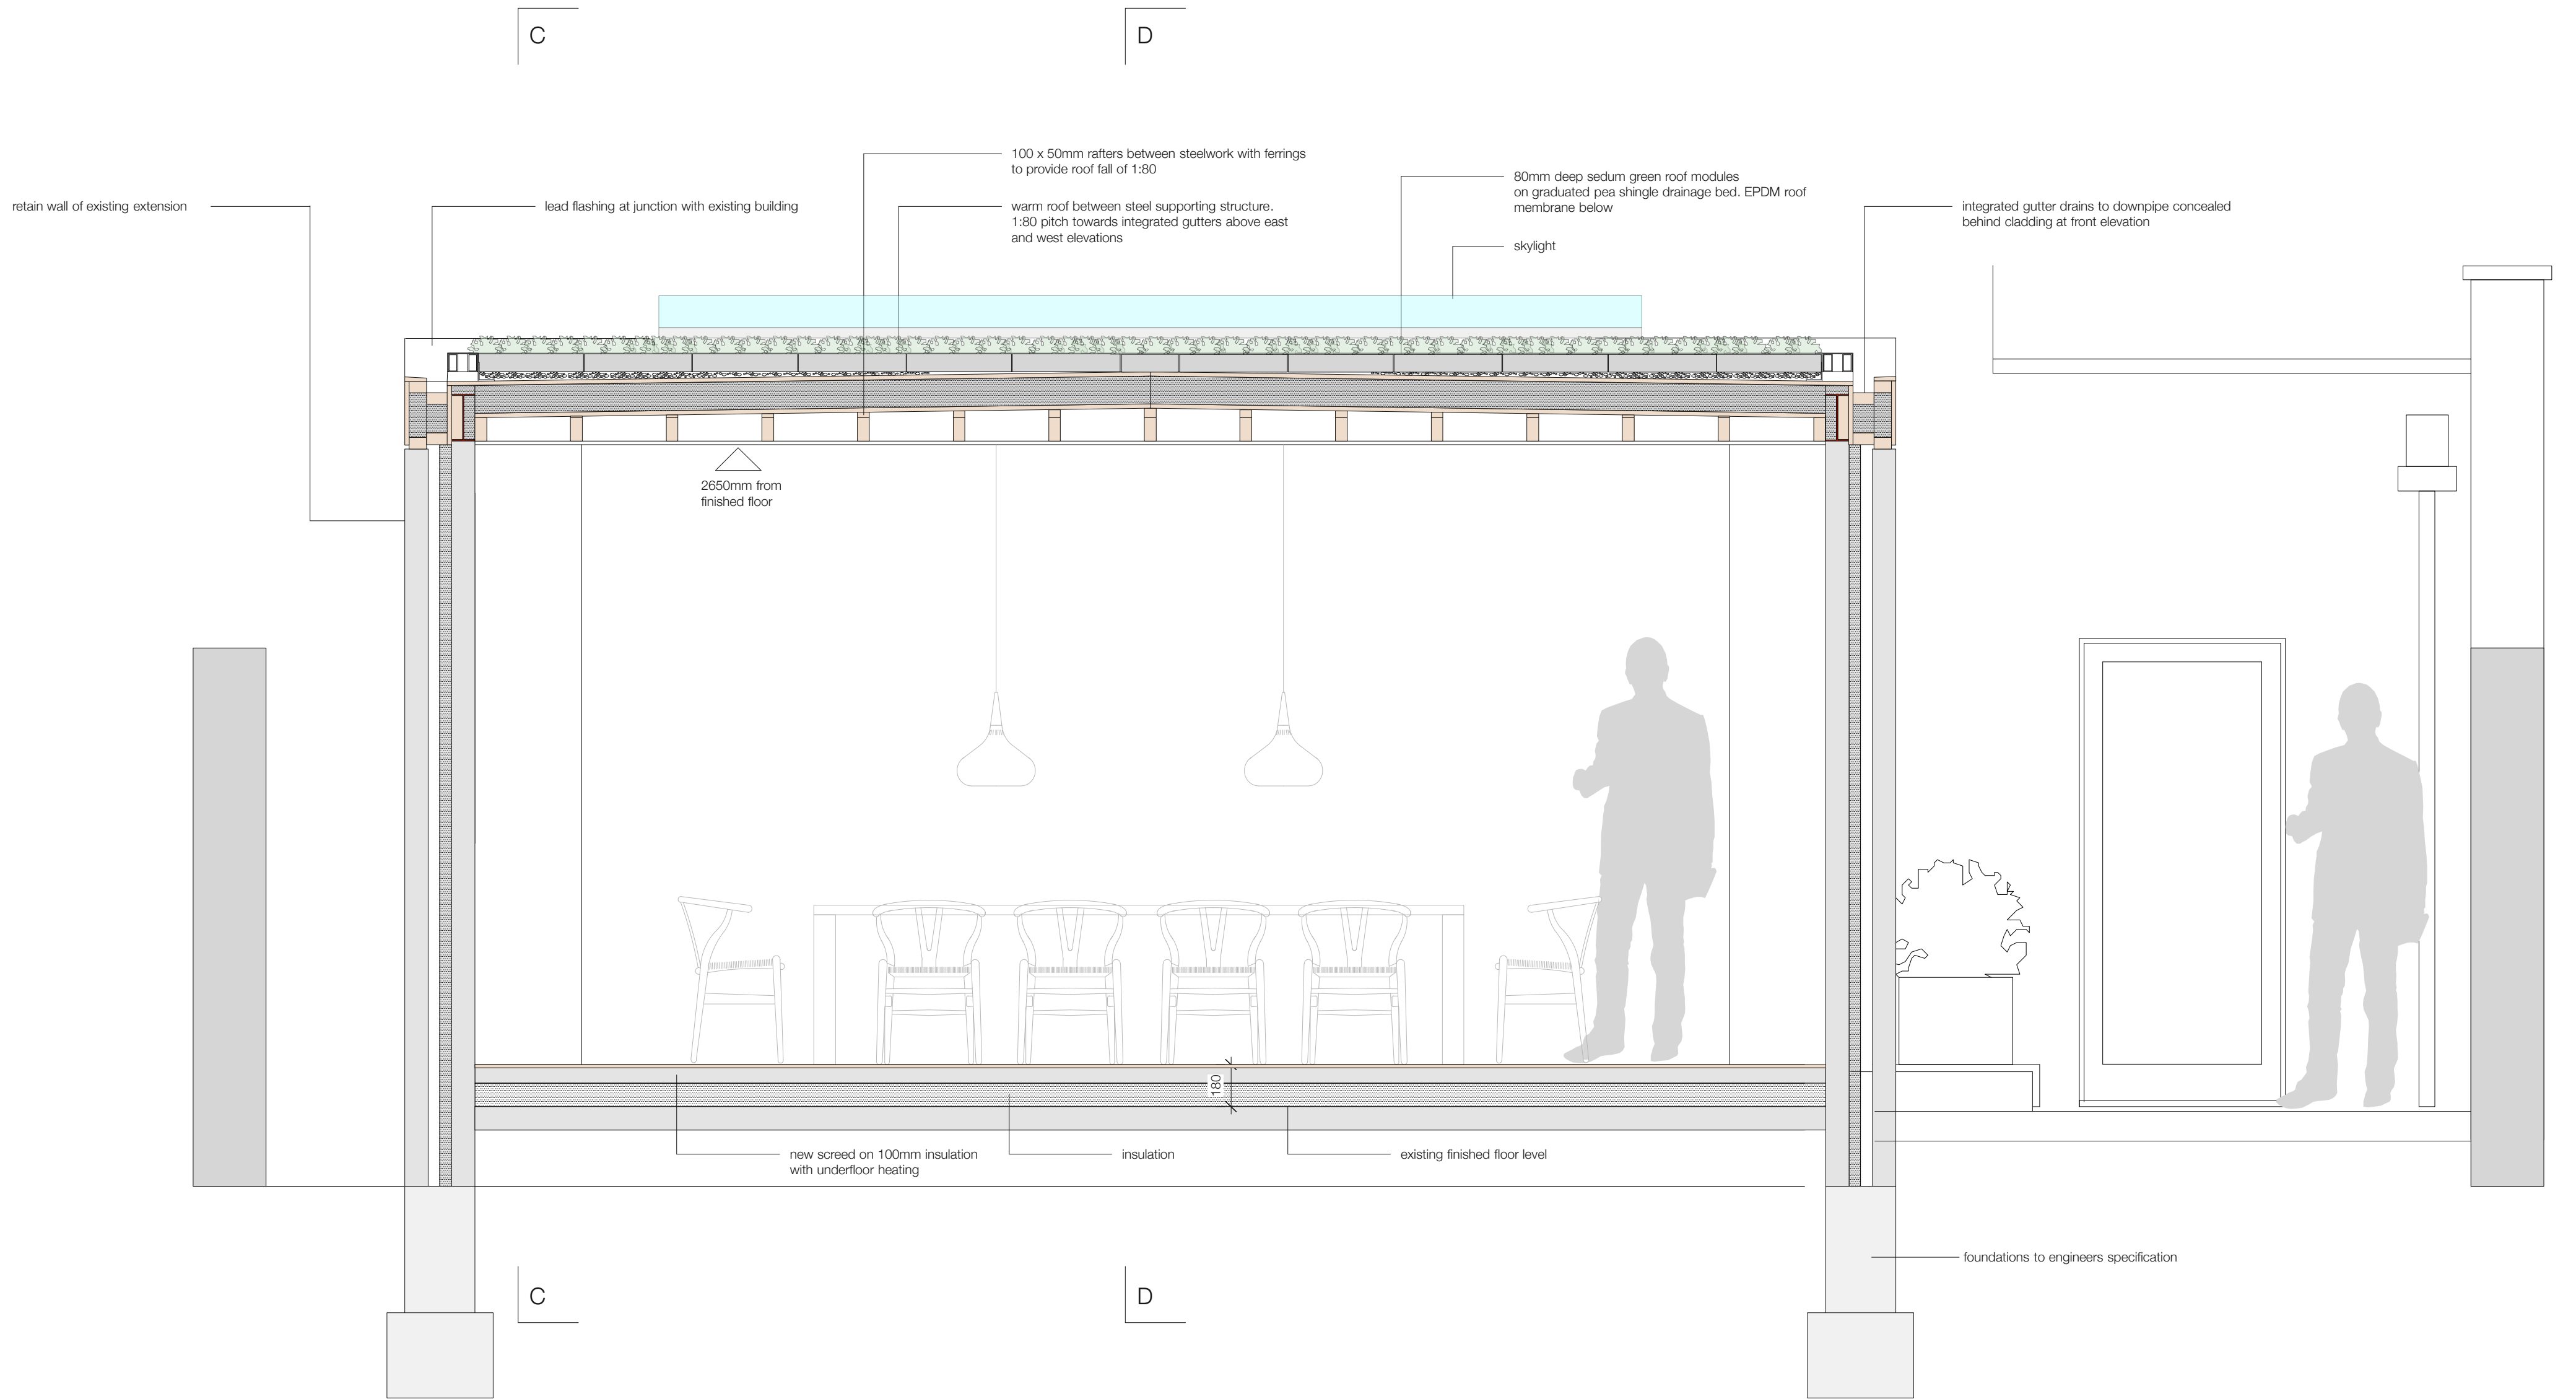 C
D
100 x 50mm rafters between steelwork with ferrings
to provide roof fall of 1:80
80mm deep sedum green roof modules
on graduated pea shingle drainage bed. EPDM roof
membrane below
retain wall of existing extension
lead flashing at junction with existing building
warm roof between steel supporting structure.
1:80 pitch towards integrated gutters above east
and west elevations
integrated gutter drains to downpipe concealed
behind cladding at front elevation
skylight
2650mm from
finished floor
180
new screed on 100mm insulation
with underfloor heating
insulation
existing finished floor level
foundations to engineers specification
C
D